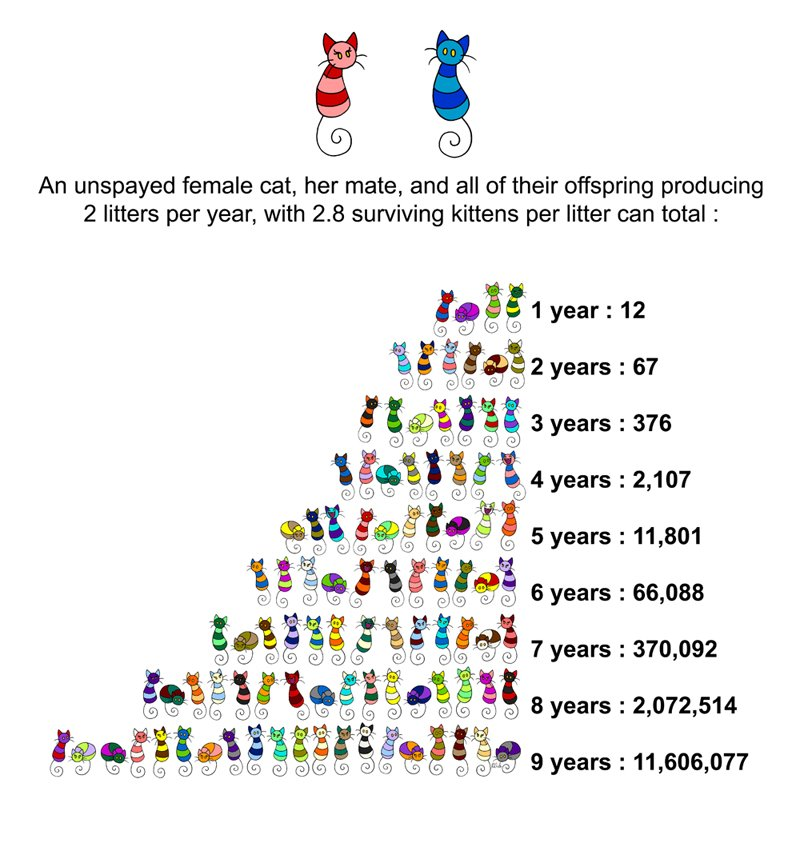 An unspayed female cat, her mate, and all of their offspring producing
2 litters per year, with 2.8 surviving kittens per litter can total :
1 year : 12
2 years : 67
3 years : 376
4 years : 2,107
5 years : 11,801
6 years : 66,088
7 years : 370,092
8 years : 2,072,514
9 years : 11,606,077